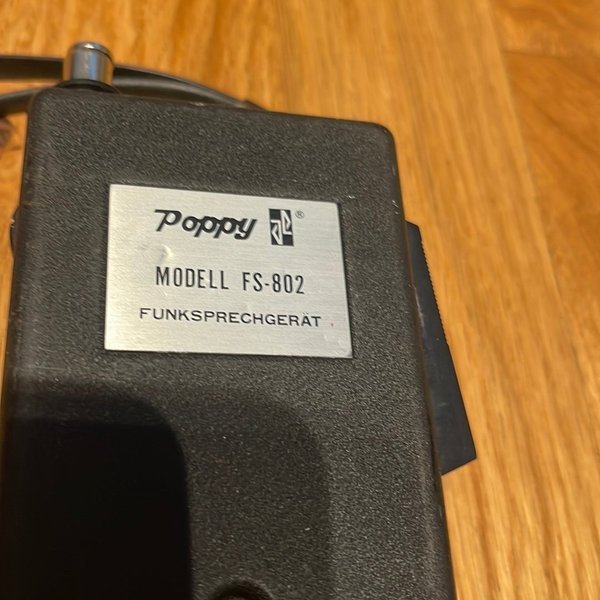 Poppy ®
MODELL FS-802
FUNKSPRECHGERÄT